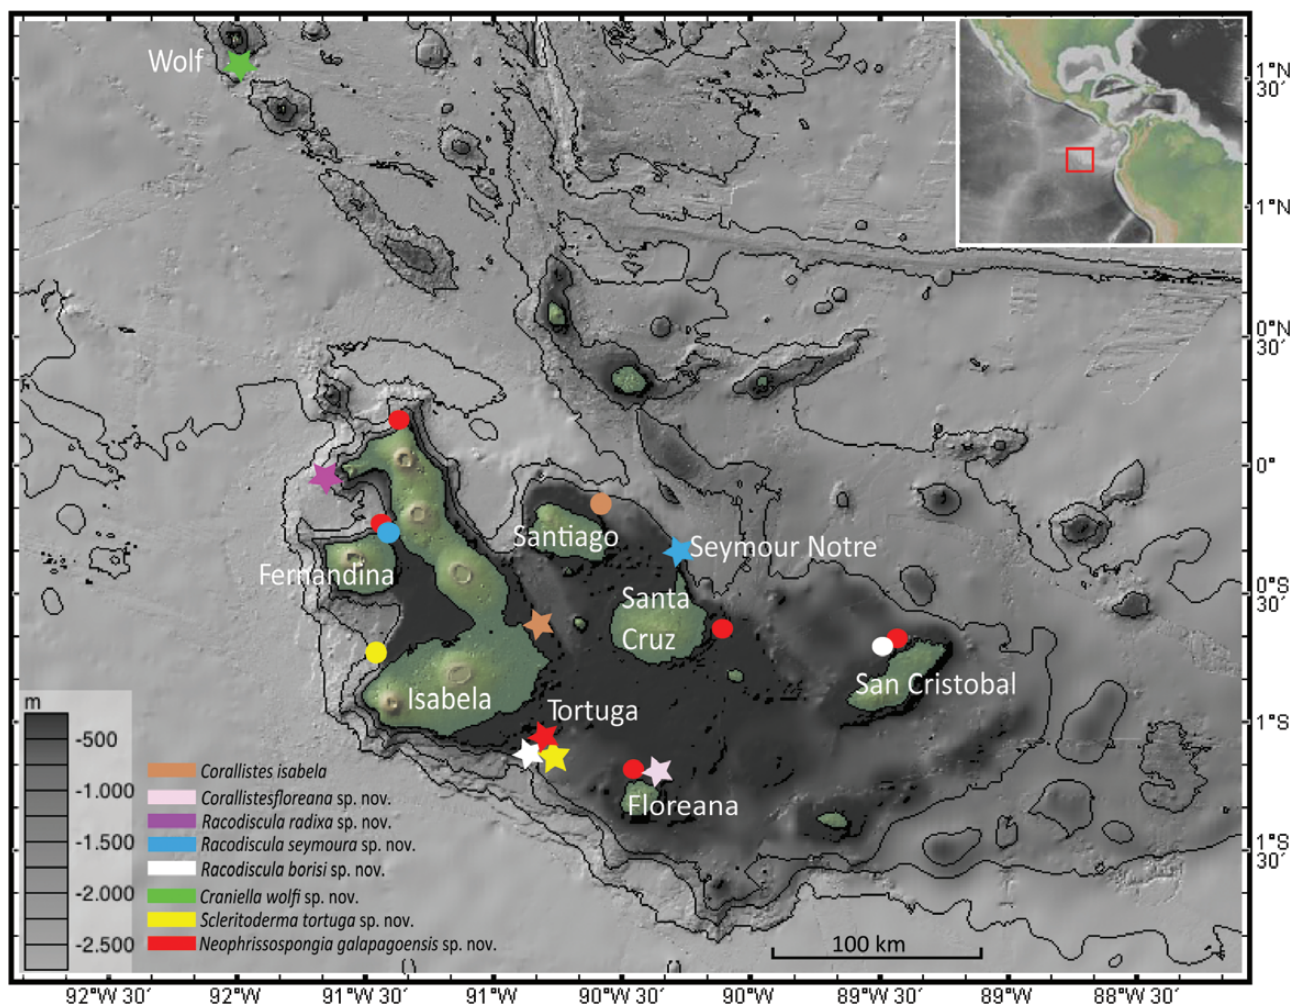 Wolf
1°N
30′
1°N
0°N
30′
0°
Santiago
Seymour Notre
Fernandina
0°S
30′
Santa
Cruz
San Cristobal
Isabela
Tortuga
1°S
Floreana
1°S
30′
m
-500
-1.000
-1.500
-2.000
-2.500
Corallistes isabela
Corallistesfloreana sp. nov.
Racodiscula radixa sp. nov.
Racodiscula seymoura sp. nov.
Racodiscula borisi sp. nov.
Craniella wolfi sp. nov.
Scleritoderma tortuga sp. nov.
Neophrissospongia galapagoensis sp. nov.
100 km
92°W 30′ 92°W 91°W 30′ 91°W 90°W 30′ 90°W 89°W 30′ 89°W 88°W 30′